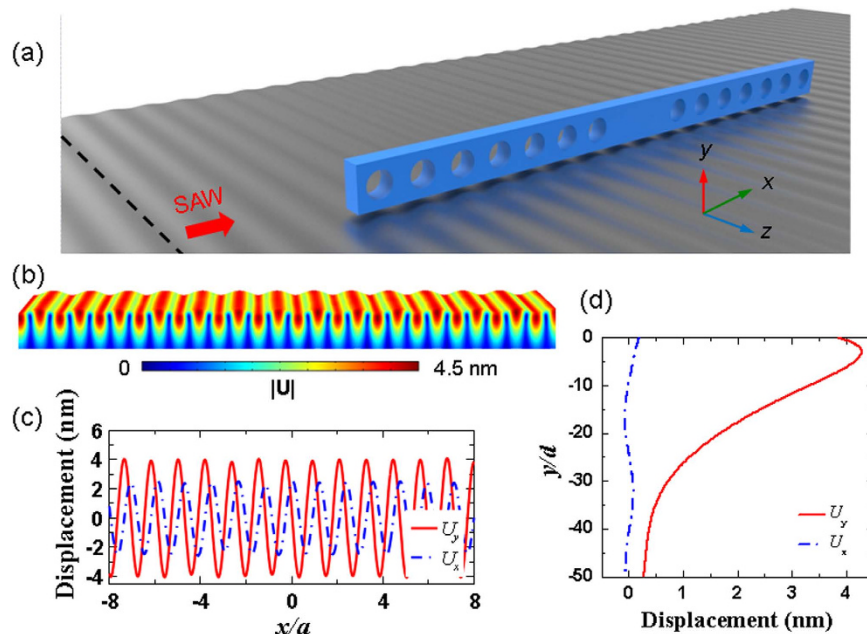 (a)
SAW
y
x
z
(b)
0
4.5 nm
|U|
(c)
Displacement (nm)
6
4
2
0
-2
-4
-8
-4
0
4
8
x/a
U_y
U_x
(d)
y/d
0
-10
-20
-30
-40
-50
0
1
2
3
4
Displacement (nm)
U_y
U_x